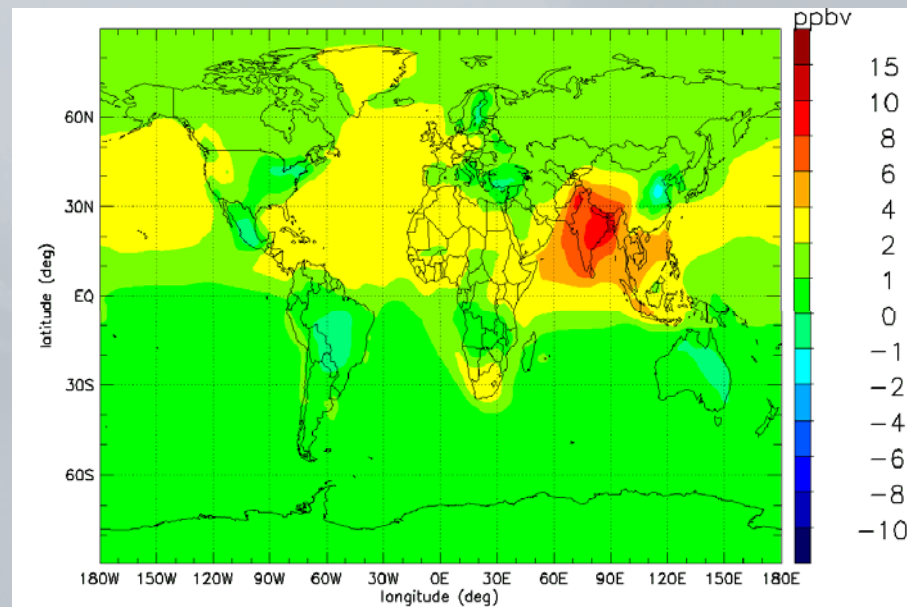 ppbv
15
10
8
6
4
2
1
0
−1
−2
−4
−6
−8
−10
60N
30N
EQ
30S
60S
latitude (deg)
180W 150W 120W 90W 60W 30W 0E 30E 60E 90E 120E 150E 180E
longitude (deg)